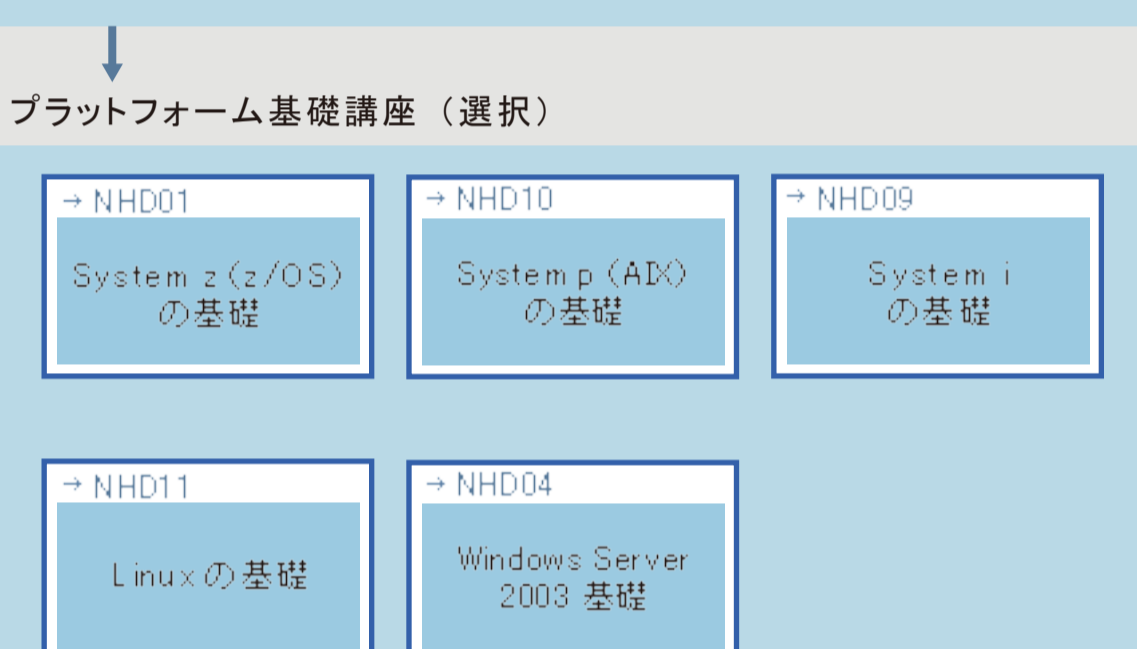 プラットフォーム基礎講座（選択）
→ NHD01
System z (z/OS)
の基礎
→ NHD10
System p (AIX)
の基礎
→ NHD09
System i
の基礎
→ NHD11
Linuxの基礎
→ NHD04
Windows Server
2003 基礎